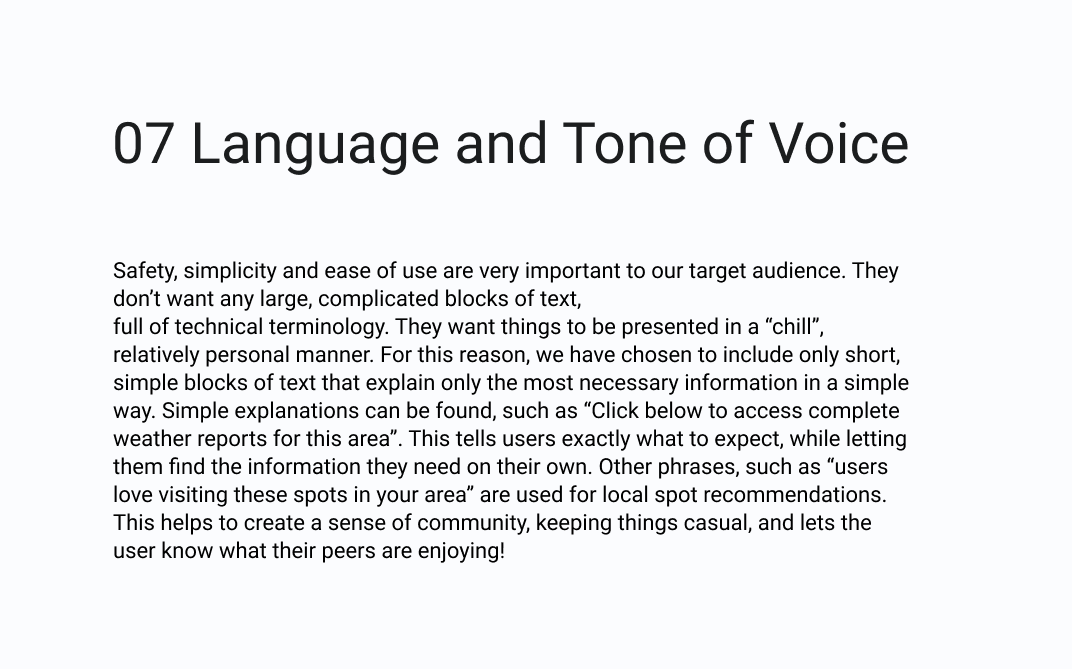 07 Language and Tone of Voice
Safety, simplicity and ease of use are very important to our target audience. They
don’t want any large, complicated blocks of text,
full of technical terminology. They want things to be presented in a “chill”,
relatively personal manner. For this reason, we have chosen to include only short,
simple blocks of text that explain only the most necessary information in a simple
way. Simple explanations can be found, such as “Click below to access complete
weather reports for this area”. This tells users exactly what to expect, while letting
them find the information they need on their own. Other phrases, such as “users
love visiting these spots in your area” are used for local spot recommendations.
This helps to create a sense of community, keeping things casual, and lets the
user know what their peers are enjoying!